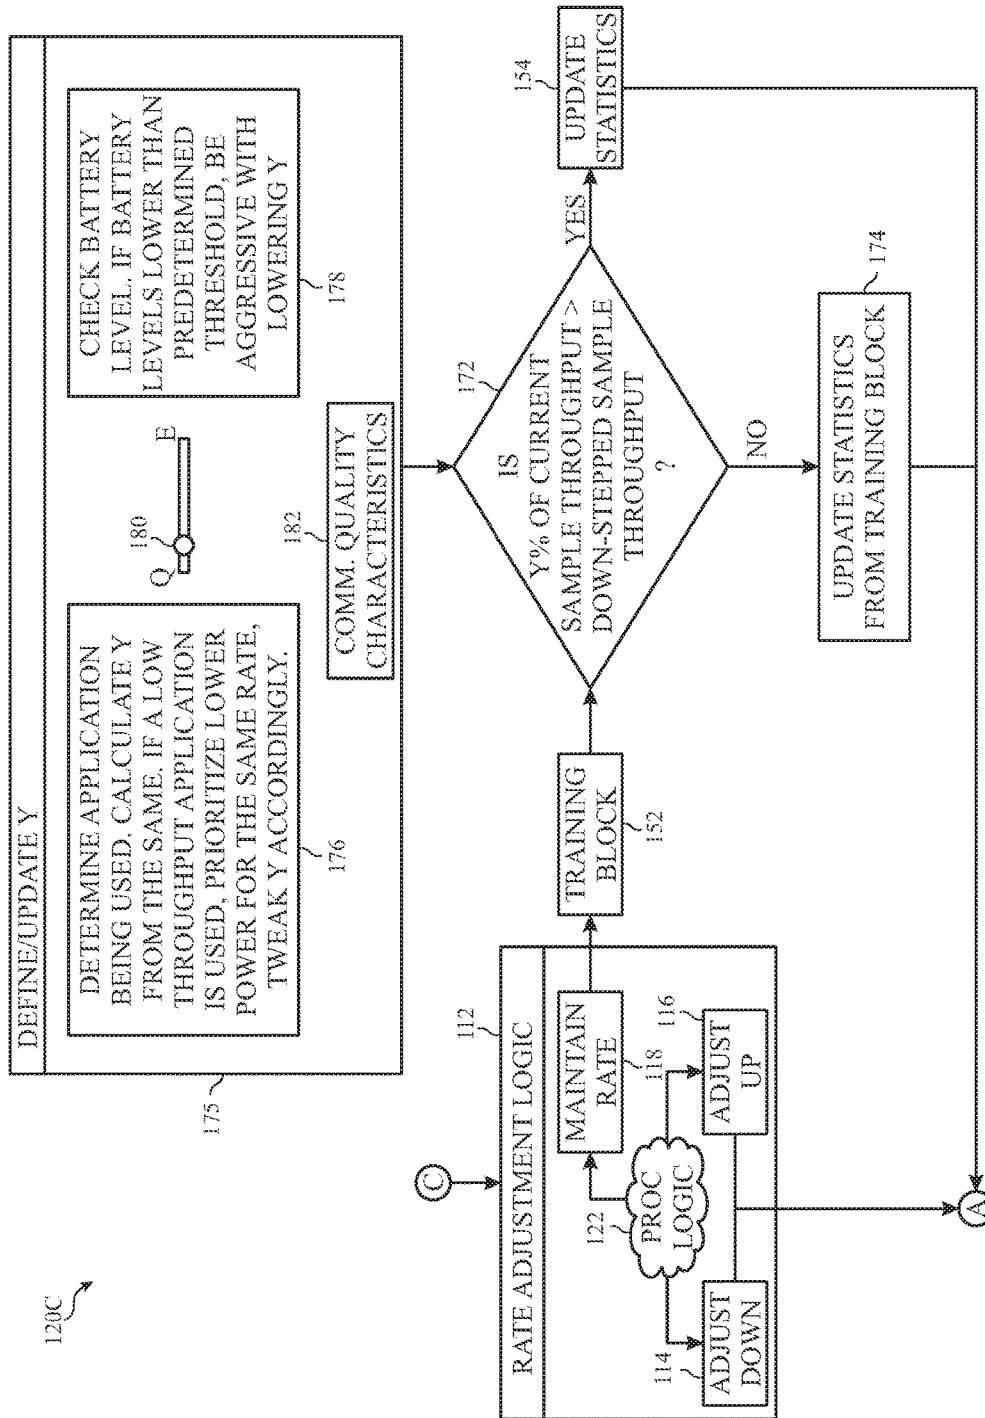 120C
DEFINE/UPDATE Y
DETERMINE APPLICATION
BEING USED. CALCULATE Y
FROM THE SAME. IF A LOW
THROUGHPUT APPLICATION
IS USED, PRIORITIZE LOWER
POWER FOR THE SAME RATE,
TWEAK Y ACCORDINGLY.
176
Q
180
E
CHECK BATTERY
LEVEL. IF BATTERY
LEVELS LOWER THAN
PREDETERMINED
THRESHOLD, BE
AGGRESSIVE WITH
LOWERING Y
178
182
COMM. QUALITY
CHARACTERISTICS
175
C
112
RATE ADJUSTMENT LOGIC
MAINTAIN
RATE
118
122
PROC
LOGIC
114
ADJUST
DOWN
116
ADJUST
UP
TRAINING
BLOCK
152
172
IS
Y% OF CURRENT
SAMPLE THROUGHPUT >
DOWN-STEPPED SAMPLE
THROUGHPUT
?
YES
154
UPDATE
STATISTICS
NO
174
UPDATE STATISTICS
FROM TRAINING BLOCK
A